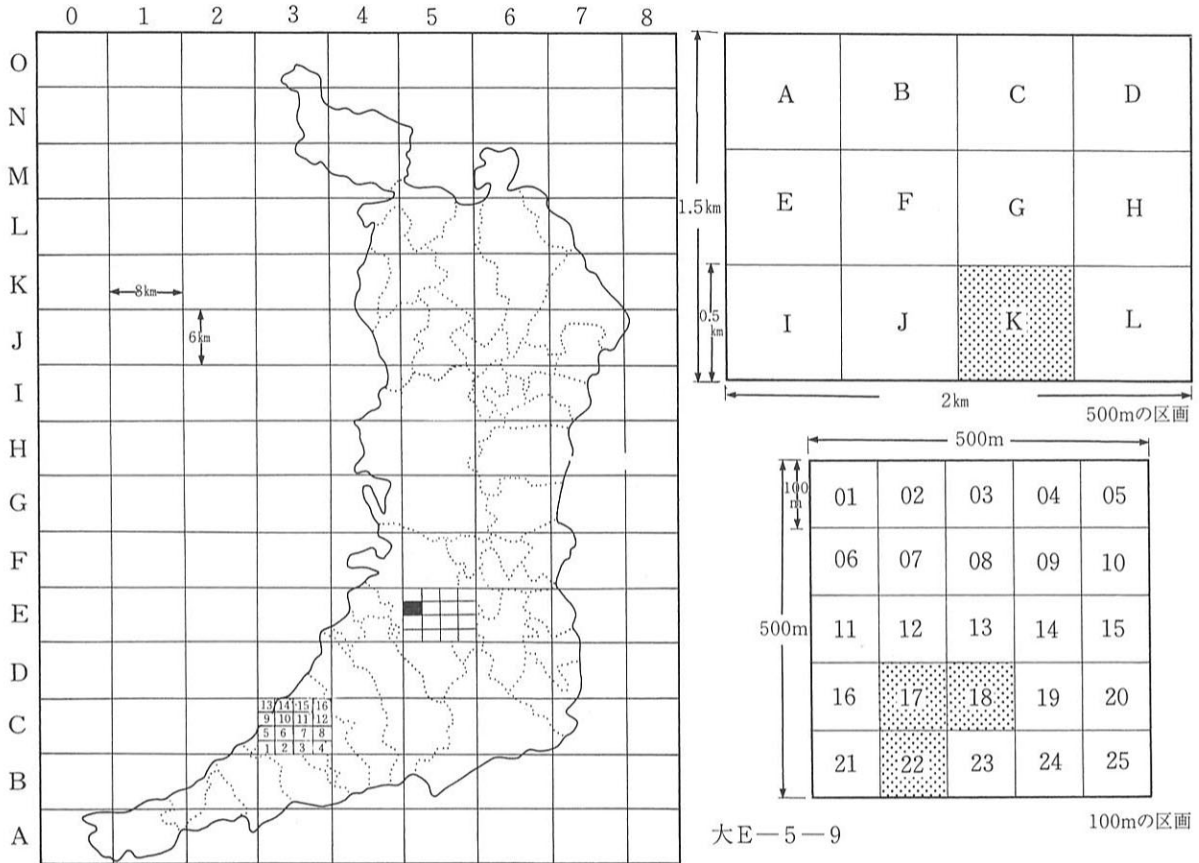 0 1 2 3 4 5 6 7 8
O
N
M
L
K
J
I
H
G
F
E
D
C
B
A
8km
6km
13 14 15 16
9 10 11 12
5 6 7 8
1 2 3 4
A B C D
E F G H
I J K L
1.5km
0.5km
2km
500mの区画
500m
100m
500m
01 02 03 04 05
06 07 08 09 10
11 12 13 14 15
16 17 18 19 20
21 22 23 24 25
100mの区画
大E—5—9